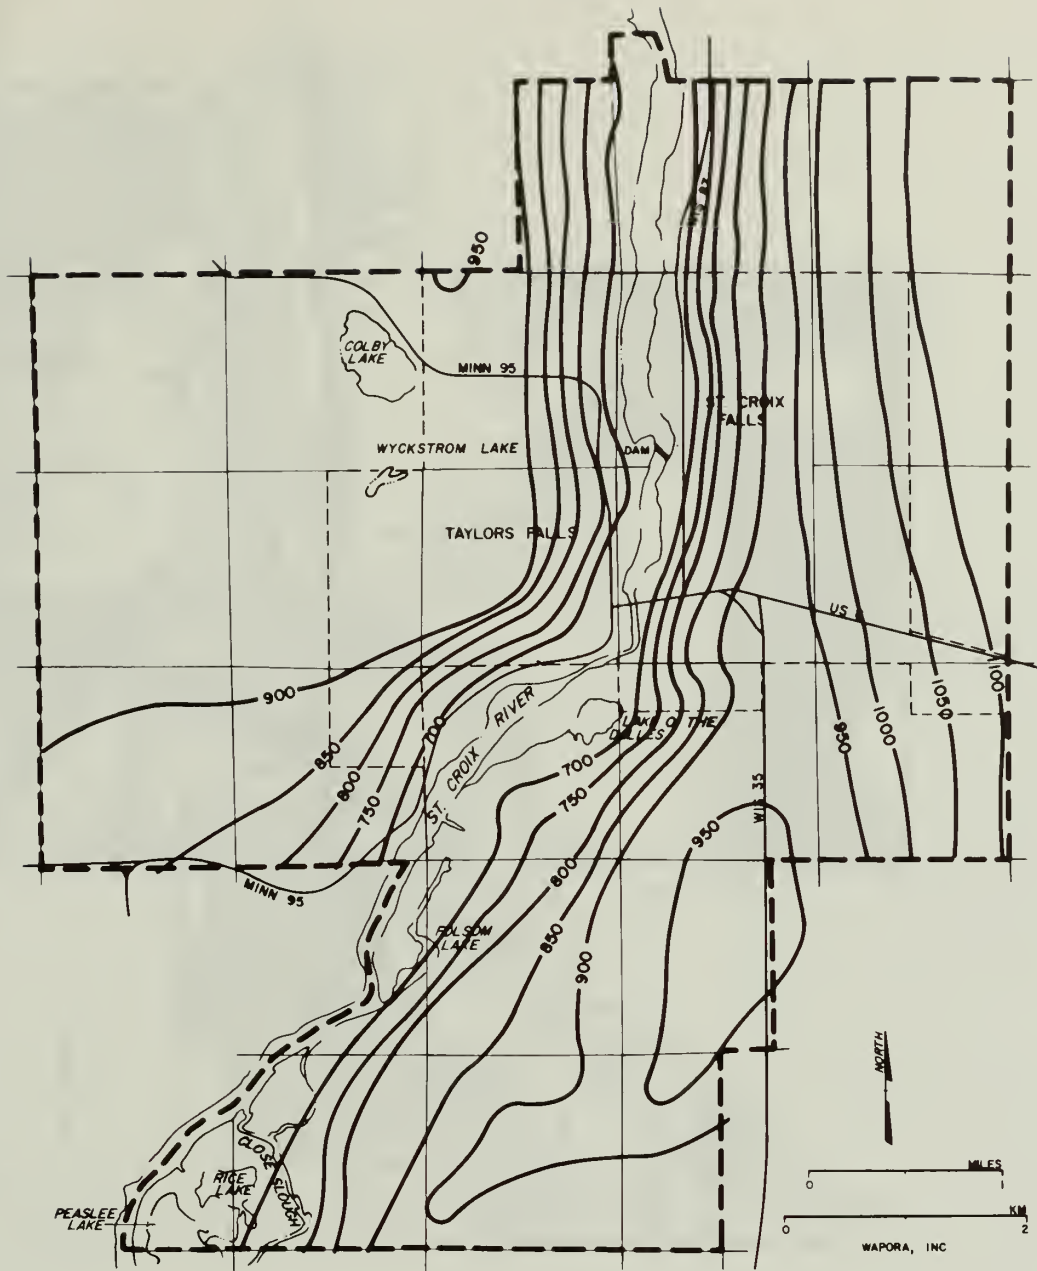 950
WIS 87
COLBY
LAKE
MINN 95
ST. CROIX
FALLS
WYCKSTROM LAKE
DAM
TAYLORS FALLS
US 8
900
700
ST. CROIX RIVER
LAKE O' THE
DALLES
1100
1050
1000
950
850
800
750
700
750
WIS 35
950
800
MINN 95
850
FOLSOM
LAKE
900
NORTH
CLOSE SLOUGH
RICE
LAKE
PEASLEE
LAKE
MILES
0 1
KM
0 2
WAPORA, INC